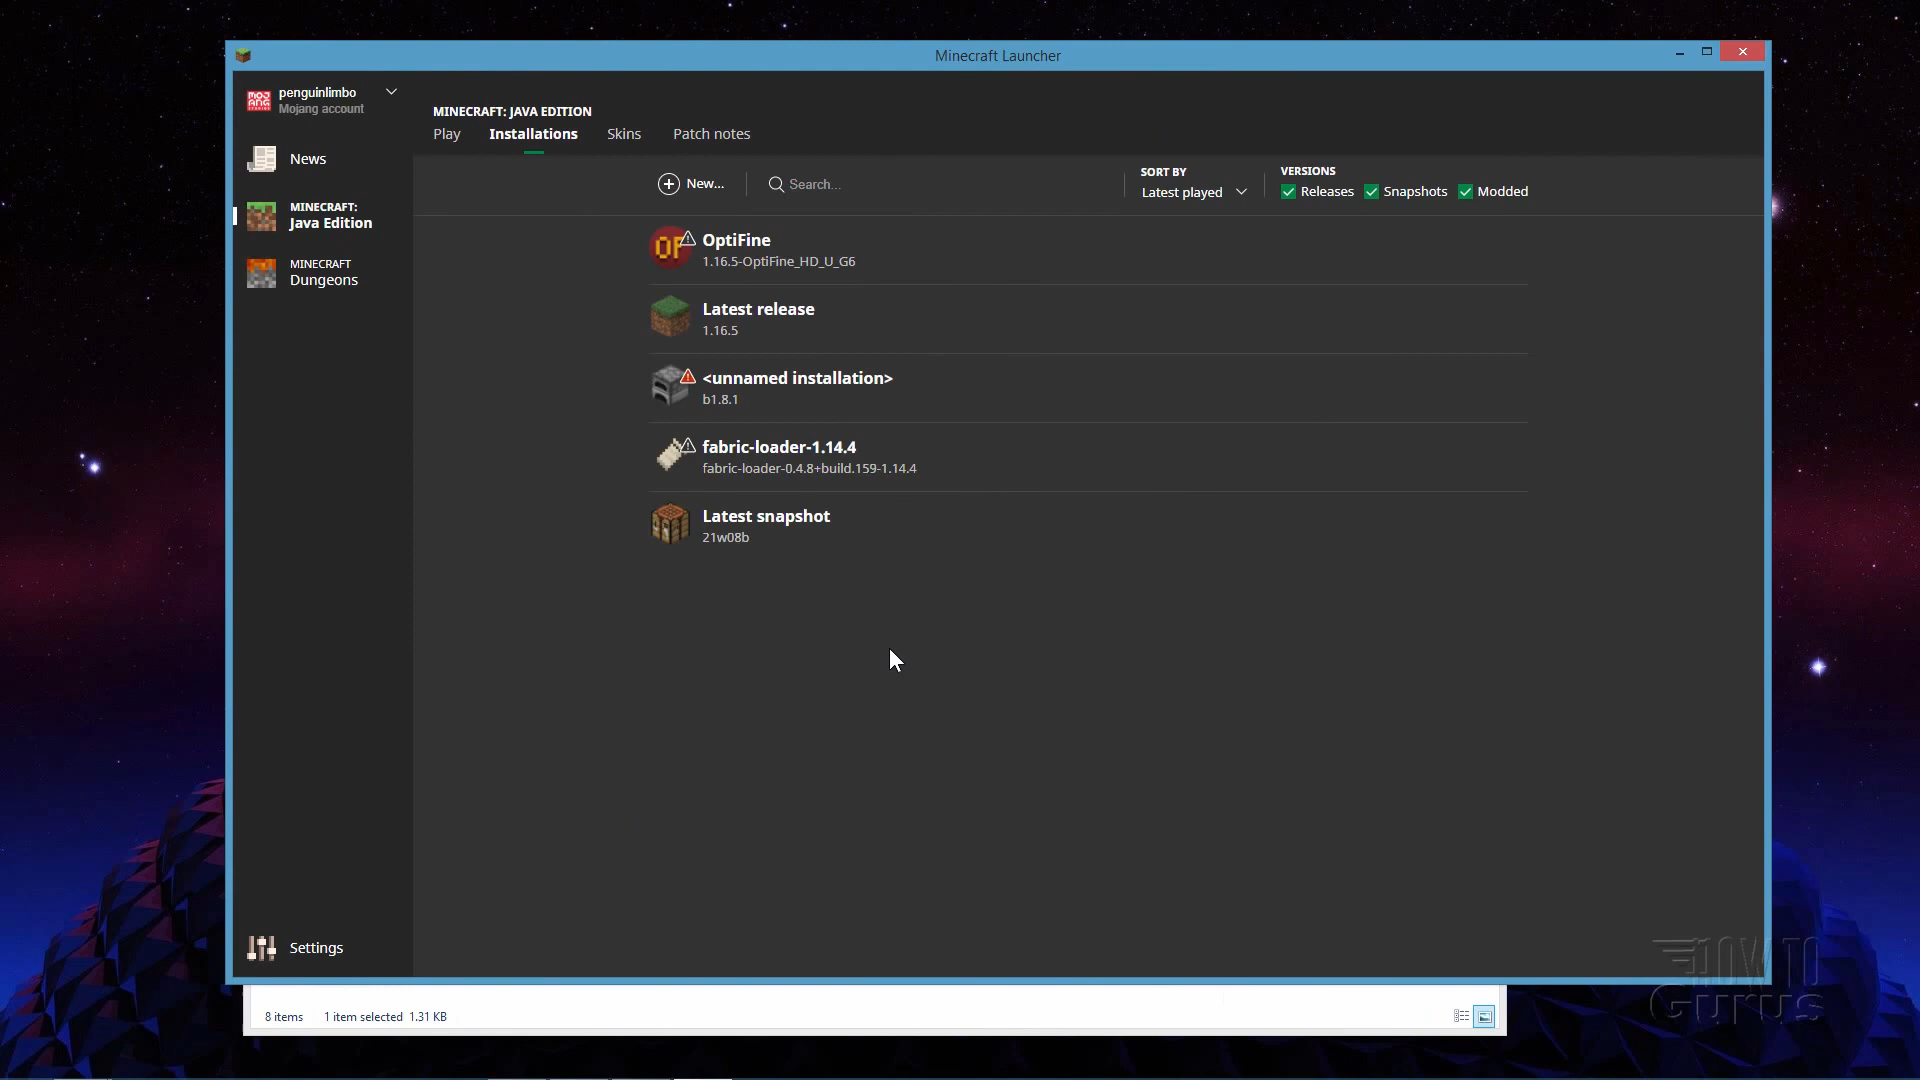 Minecraft Launcher
penguinlimbo
Mojang account
News
MINECRAFT:
Java Edition
MINECRAFT
Dungeons
Settings
MINECRAFT: JAVA EDITION
Play Installations Skins Patch notes
New... Search...
SORT BY
Latest played
VERSIONS
Releases Snapshots Modded
OF
OptiFine
1.16.5-OptiFine_HD_U_G6
Latest release
1.16.5
<unnamed installation>
b1.8.1
fabric-loader-1.14.4
fabric-loader-0.4.8+build.159-1.14.4
Latest snapshot
21w08b
8 items 1 item selected 1.31 KB
HOWTO
GURUS